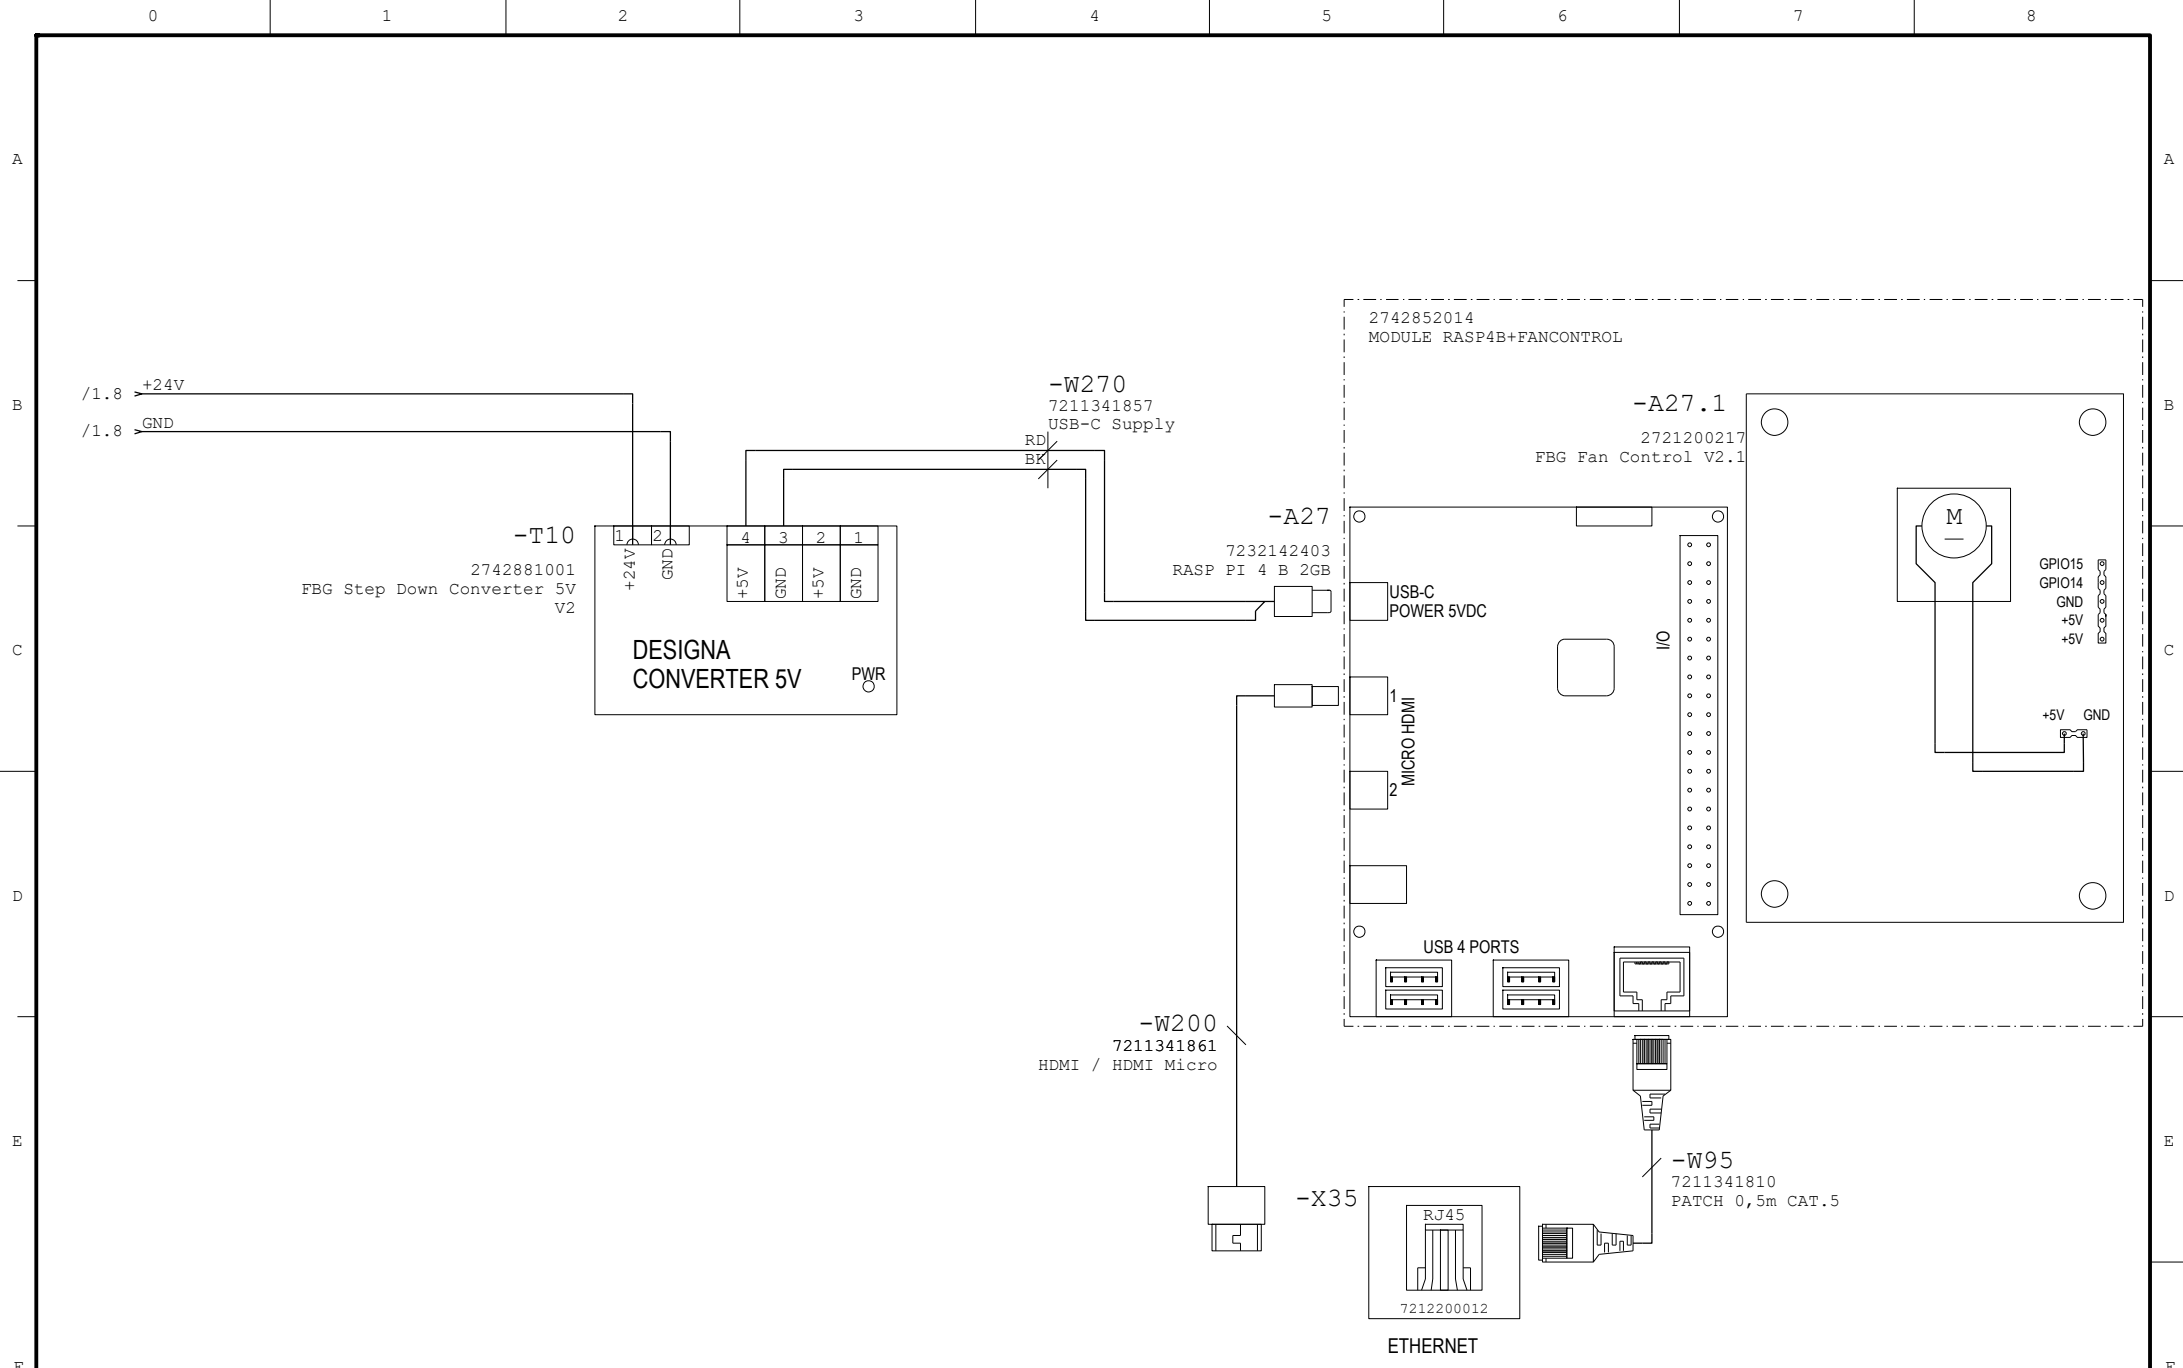 0 1 2 3 4 5 6 7 8
A A
2742852014
MODULE RASP4B+FANCONTROL
/1.8 +24V
/1.8 GND
B B
-W270
7211341857
USB-C Supply
RD
BK
-A27.1
2721200217
FBG Fan Control V2.1
-T10
2742881001
FBG Step Down Converter 5V
V2
1 2
+24V GND
4 3 2 1
+5V GND +5V GND
DESIGNA
CONVERTER 5V
PWR
-A27
7232142403
RASP PI 4 B 2GB
USB-C
POWER 5VDC
I/O
M
GPIO15
GPIO14
GND
+5V
+5V
C C
1
MICRO HDMI
2
+5V GND
D D
USB 4 PORTS
-W200
7211341861
HDMI / HDMI Micro
E E
-W95
7211341810
PATCH 0,5m CAT.5
-X35
RJ45
7212200012
ETHERNET
F F